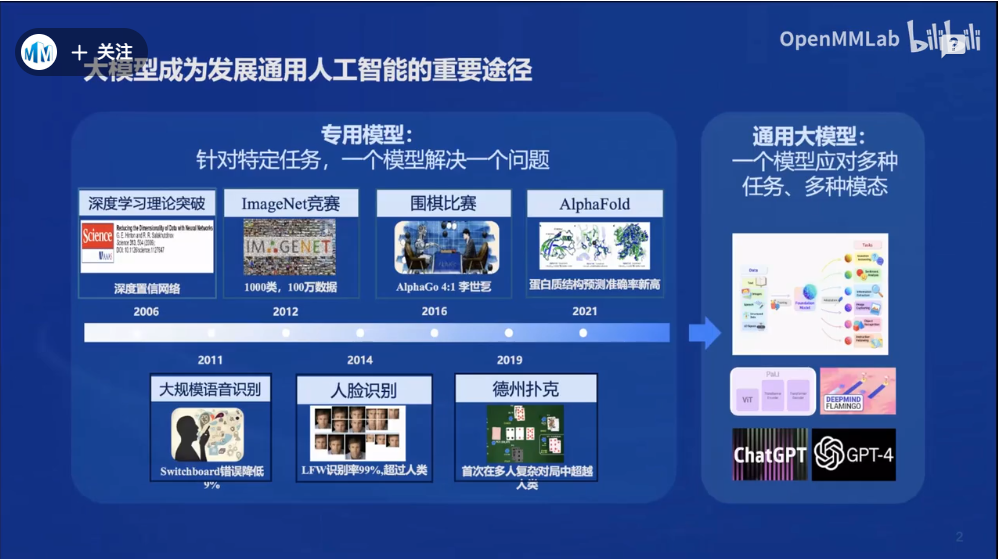 MM
+ 关注
OpenMMLab bilibili
大模型成为发展通用人工智能的重要途径
专用模型：
针对特定任务，一个模型解决一个问题
深度学习理论突破
Science
Reducing the Dimensionality of Data with Neural Networks
深度置信网络
ImageNet竞赛
IMAGENET
1000类，100万数据
围棋比赛
AlphaGo 4:1 李世乭
AlphaFold
蛋白质结构预测准确率新高
2006
2012
2016
2021
2011
2014
2019
大规模语音识别
Switchboard错误降低
9%
人脸识别
LFW识别率99%,超过人类
德州扑克
首次在多人复杂对局中超越
人类
通用大模型：
一个模型应对多种
任务、多种模态
Tasks
Data
PaLI
ViT
DEEPMIND
FLAMINGO
ChatGPT
GPT-4
2